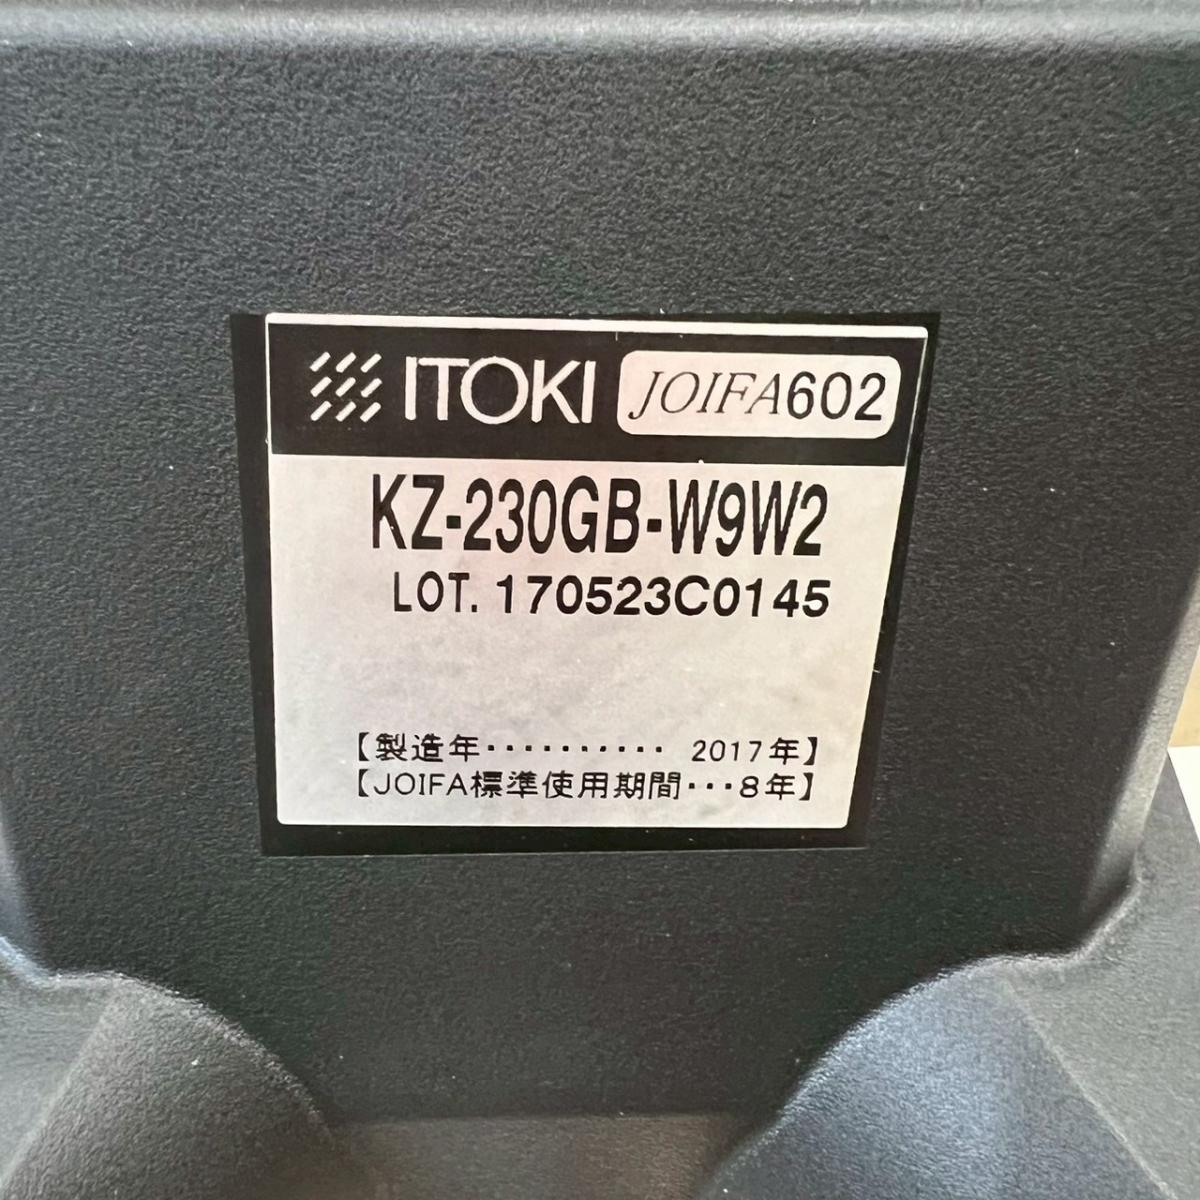 ITOKI JOIFA602
KZ-230GB-W9W2
LOT. 170523C0145
【製造年・・・・・・・・・・ 2017年】
【JOIFA標準使用期間・・・8年】